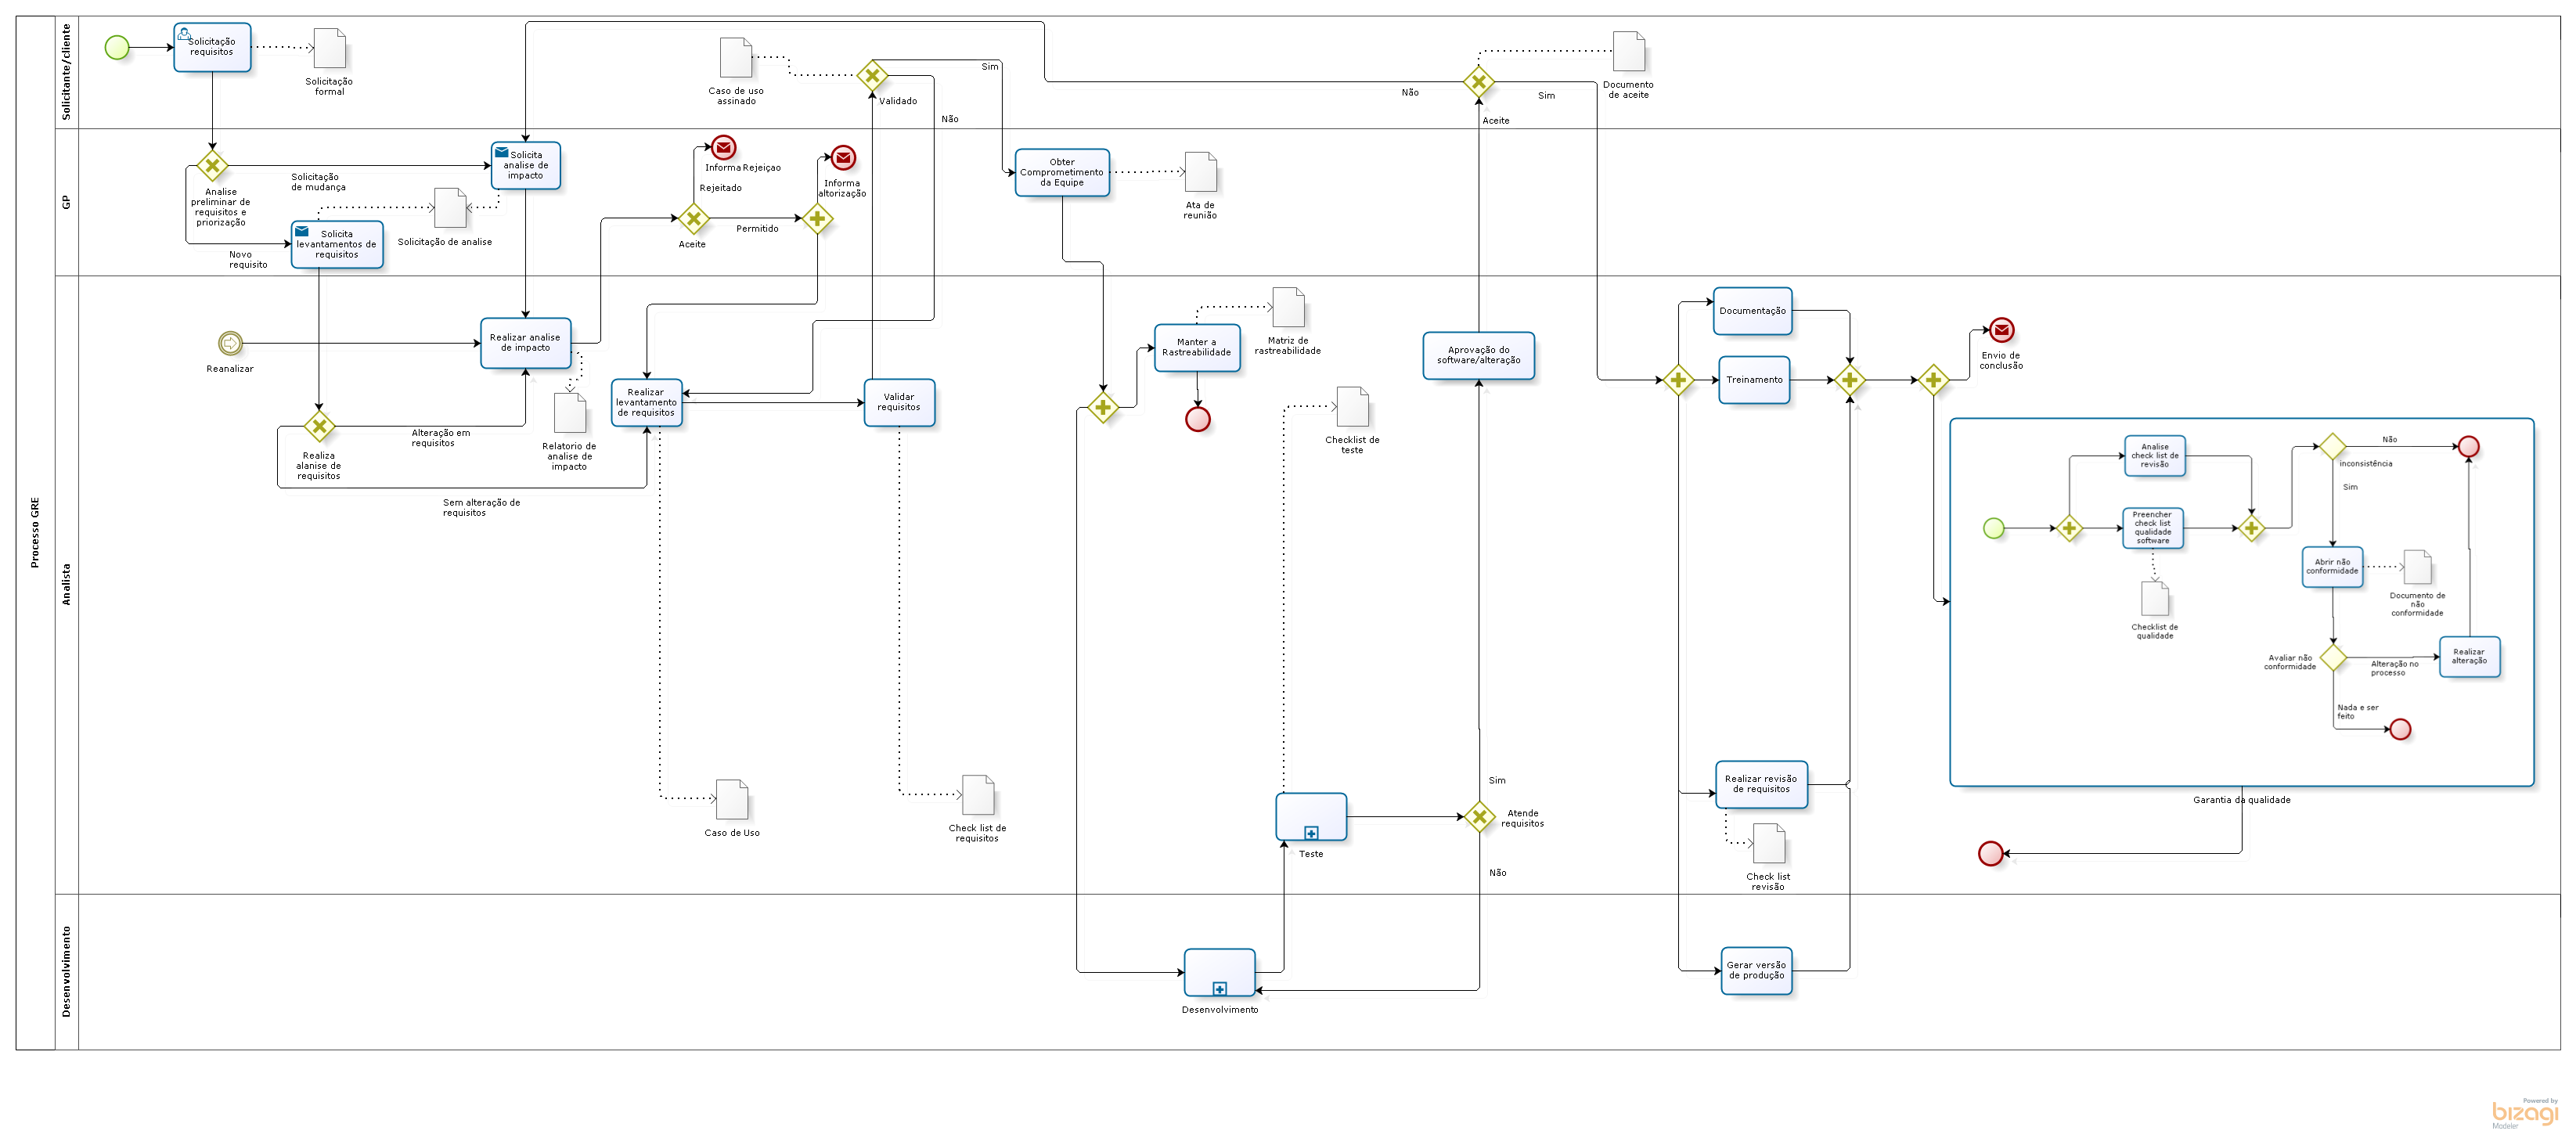 Processo GRE
Solicitante/cliente
Solicitação
requisitos
Solicitação
formal
Caso de uso
assinado
Validado
Sim
Não
Não
Sim
Aceite
Documento
de aceite
GP
Analise
preliminar de
requisitos e
priorização
Solicitação
de mudança
Novo
requisito
Solicita
analise de
impacto
Solicita
levantamentos de
requisitos
Solicitação de analise
Informa Rejeiçao
Rejeitado
Aceite
Permitido
Informa
altorização
Obter
Comprometimento
da Equipe
Ata de
reunião
Analista
Reanalizar
Realizar analise
de impacto
Relatorio de
analise de
impacto
Realiza
alanise de
requisitos
Alteração em
requisitos
Sem alteração de
requisitos
Realizar
levantamento
de requisitos
Validar
requisitos
Caso de Uso
Check list de
requisitos
Manter a
Rastreabilidade
Matriz de
rastreabilidade
Checklist de
teste
Aprovação do
software/alteração
Teste
Sim
Atende
requisitos
Não
Documentação
Treinamento
Realizar revisão
de requisitos
Check list
revisão
Envio de
conclusão
Analise
check list de
revisão
Preencher
check list
qualidade
software
Checklist de
qualidade
Não
inconsistência
Sim
Abrir não
conformidade
Documento de
não
conformidade
Avaliar não
conformidade
Alteração no
processo
Realizar
alteração
Nada e ser
feito
Garantia da qualidade
Desenvolvimento
Desenvolvimento
Gerar versão
de produção
Powered by
bizagi
Modeler